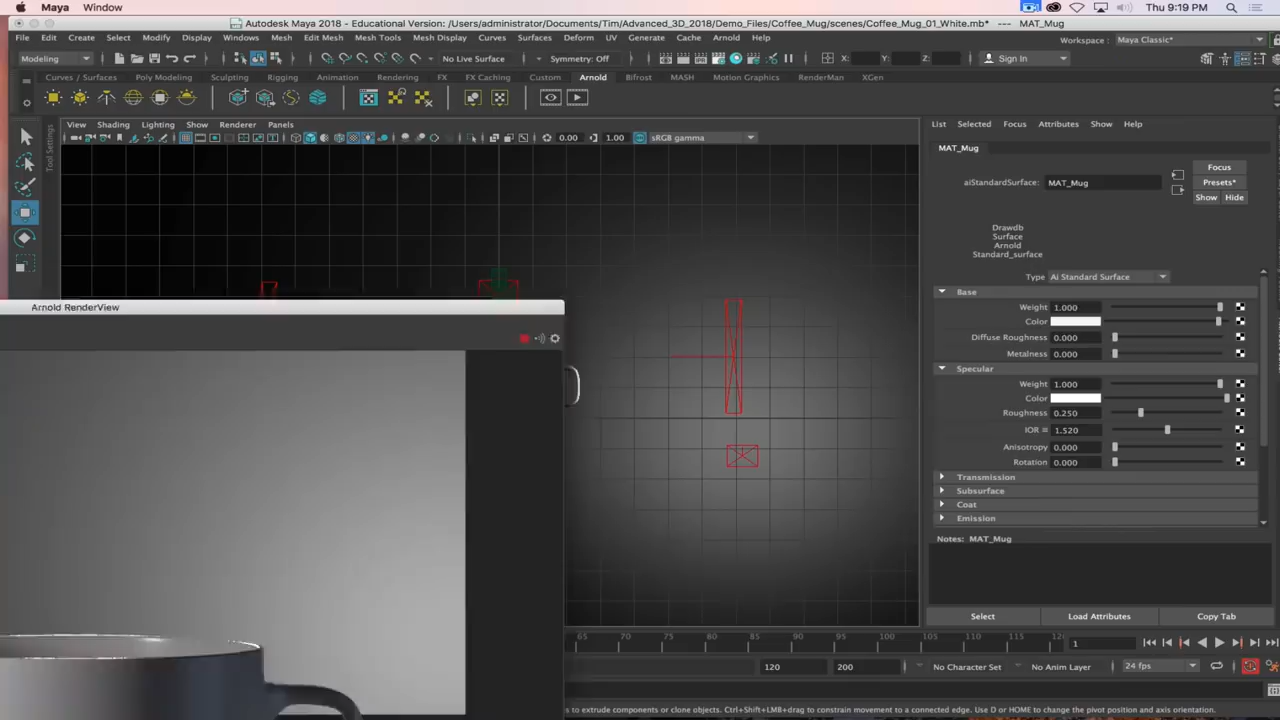 Maya Window Thu 9:19 PM
Autodesk Maya 2018 - Educational Version: /Users/administrator/Documents/Tim/Advanced_3D_2018/Demo_Files/Coffee_Mug/scenes/Coffee_Mug_01_White.mb* --- MAT_Mug
File Edit Create Select Modify Display Windows Mesh Edit Mesh Mesh Tools Mesh Display Curves Surfaces Deform UV Generate Cache Arnold Help Workspace : Maya Classic*
Modeling No Live Surface Symmetry: Off X: Y: Z: Sign In
Curves / Surfaces Poly Modeling Sculpting Rigging Animation Rendering FX FX Caching Custom Arnold Bifrost MASH Motion Graphics RenderMan XGen
Tool Settings
View Shading Lighting Show Renderer Panels
0.00 1.00 sRGB gamma
Arnold RenderView
List Selected Focus Attributes Show Help
MAT_Mug
Focus
aiStandardSurface: MAT_Mug Presets*
Show Hide
Drawdb
Surface
Arnold
Standard_surface
Type Ai Standard Surface
Base
Weight 1.000
Color
Diffuse Roughness 0.000
Metalness 0.000
Specular
Weight 1.000
Color
Roughness 0.250
IOR = 1.520
Anisotropy 0.000
Rotation 0.000
Transmission
Subsurface
Coat
Emission
Notes: MAT_Mug
Select Load Attributes Copy Tab
65 70 75 80 85 90 95 100 105 110 115 1
120 200 No Character Set No Anim Layer 24 fps
s to extrude components or clone objects. Ctrl+Shift+LMB+drag to constrain movement to a connected edge. Use D or HOME to change the pivot position and axis orientation.